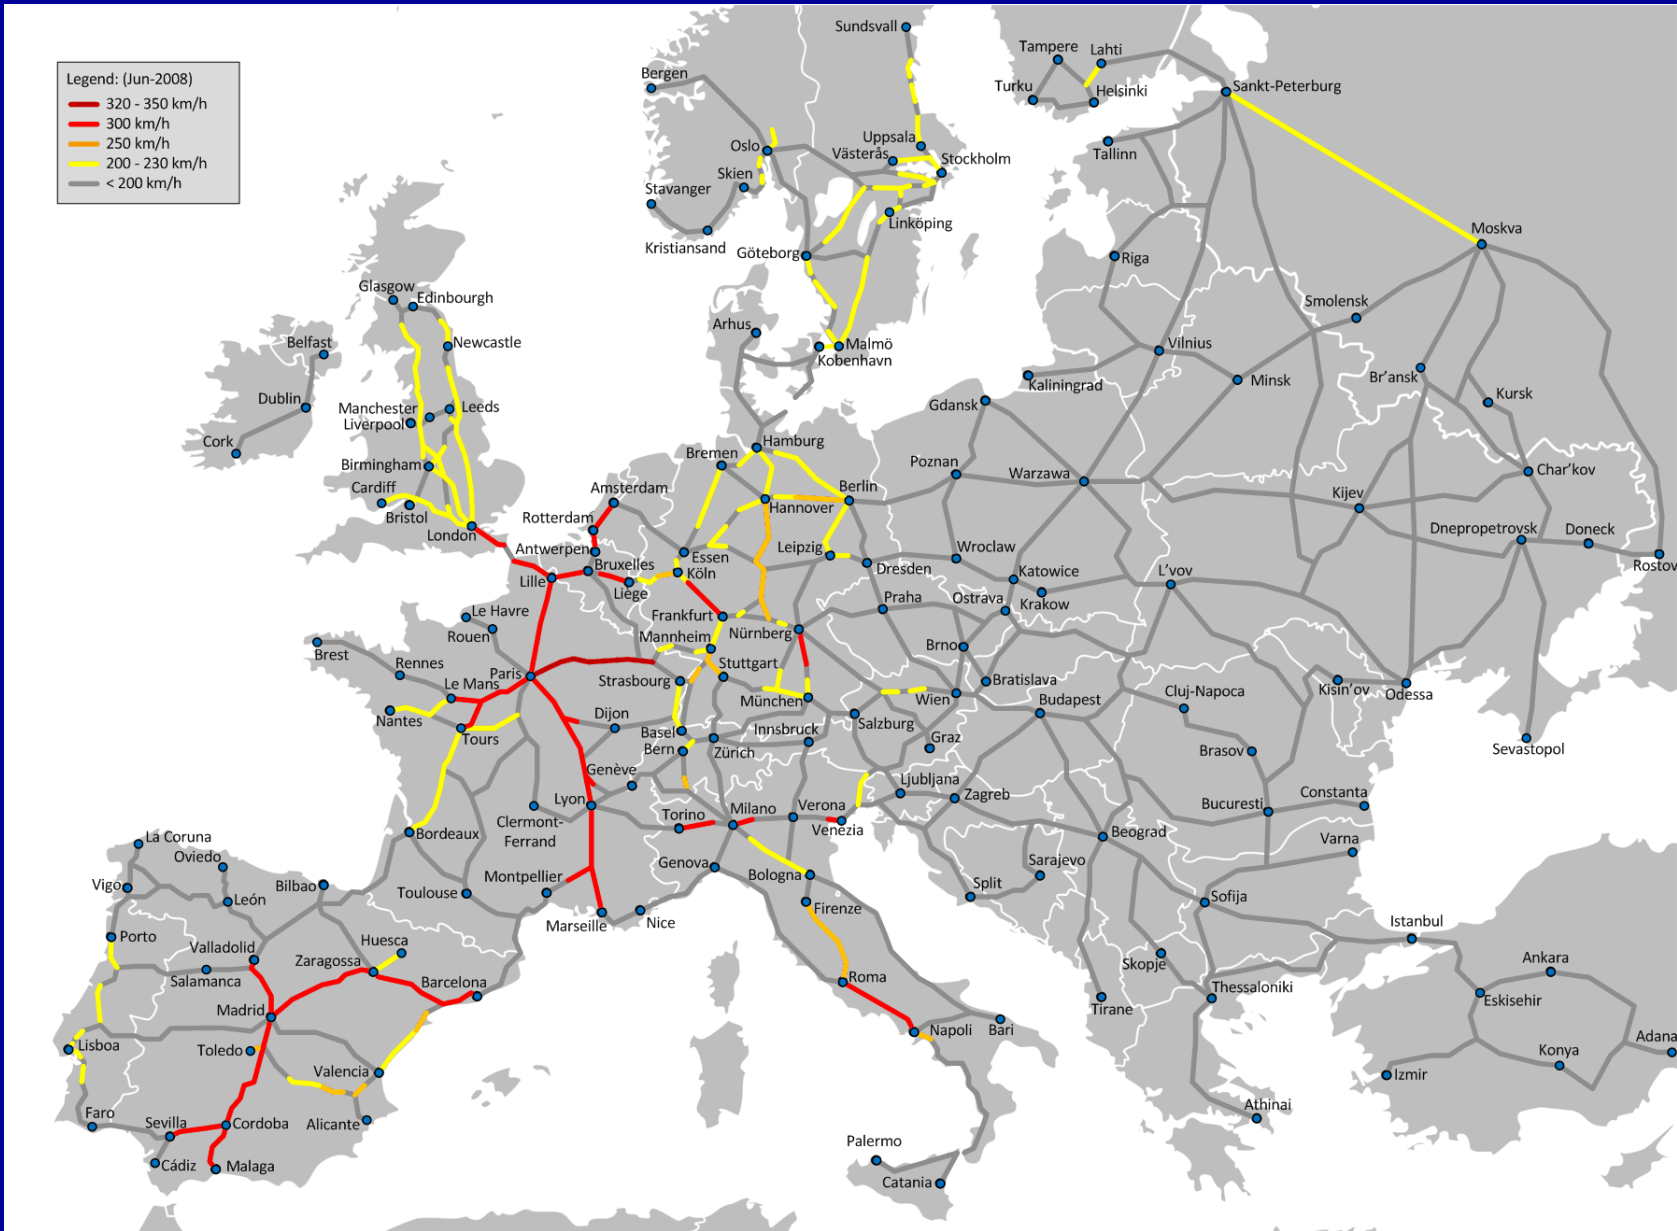 Legend: (Jun-2008)
320 - 350 km/h
300 km/h
250 km/h
200 - 230 km/h
< 200 km/h
Sundsvall
Tampere
Lahti
Bergen
Turku
Helsinki
Sankt-Peterburg
Uppsala
Oslo
Västerås
Stockholm
Tallinn
Skien
Stavanger
Linköping
Kristiansand
Göteborg
Riga
Moskva
Glasgow
Edinbourgh
Smolensk
Arhus
Belfast
Newcastle
Malmö
Kobenhavn
Vilnius
Kaliningrad
Minsk
Br'ansk
Kursk
Dublin
Manchester
Leeds
Liverpool
Gdansk
Cork
Hamburg
Bremen
Birmingham
Poznan
Warzawa
Char'kov
Cardiff
Amsterdam
Berlin
Kijev
Bristol
Hannover
Rotterdam
London
Dnepropetrovsk
Doneck
Antwerpen
Essen
Leipzig
Wroclaw
Bruxelles
Dresden
Rostov
Lille
Köln
Katowice
L'vov
Liège
Praha
Ostrava
Krakow
Le Havre
Frankfurt
Rouen
Mannheim
Nürnberg
Brest
Brno
Rennes
Paris
Stuttgart
Le Mans
Strasbourg
Bratislava
Kisin'ov
Odessa
München
Wien
Cluj-Napoca
Nantes
Budapest
Dijon
Salzburg
Tours
Basel
Innsbruck
Graz
Bern
Zürich
Brasov
Sevastopol
Genève
Ljubljana
Zagreb
Lyon
Constanta
Torino
Milano
Verona
Bucuresti
Clermont-
Ferrand
Venezia
Bordeaux
Beograd
Varna
La Coruna
Oviedo
Genova
Sarajevo
Montpellier
Bologna
Vigo
Bilbao
Toulouse
Split
León
Sofija
Firenze
Marseille
Nice
Istanbul
Porto
Valladolid
Huesca
Zaragossa
Skopje
Ankara
Salamanca
Barcelona
Roma
Thessaloniki
Eskisehir
Madrid
Tirane
Napoli
Bari
Lisboa
Toledo
Adana
Konya
Valencia
Izmir
Athinai
Faro
Sevilla
Cordoba
Alicante
Palermo
Cádiz
Malaga
Catania